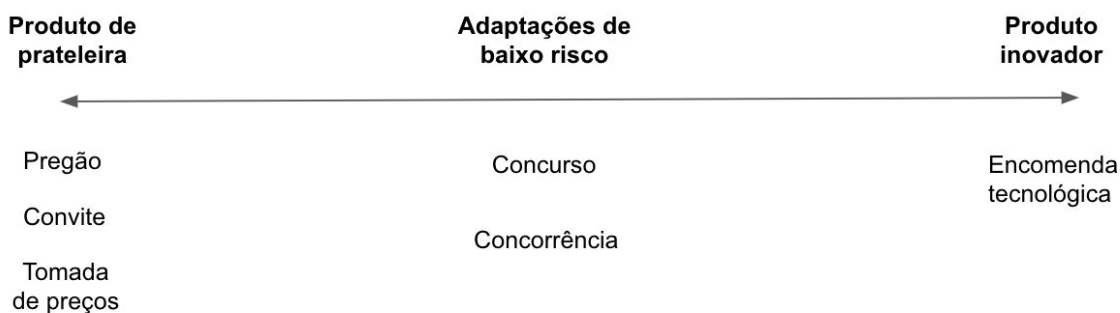 Produto de
prateleira
Adaptações de
baixo risco
Produto
inovador
Pregão
Convite
Tomada
de preços
Concurso
Concorrência
Encomenda
tecnológica